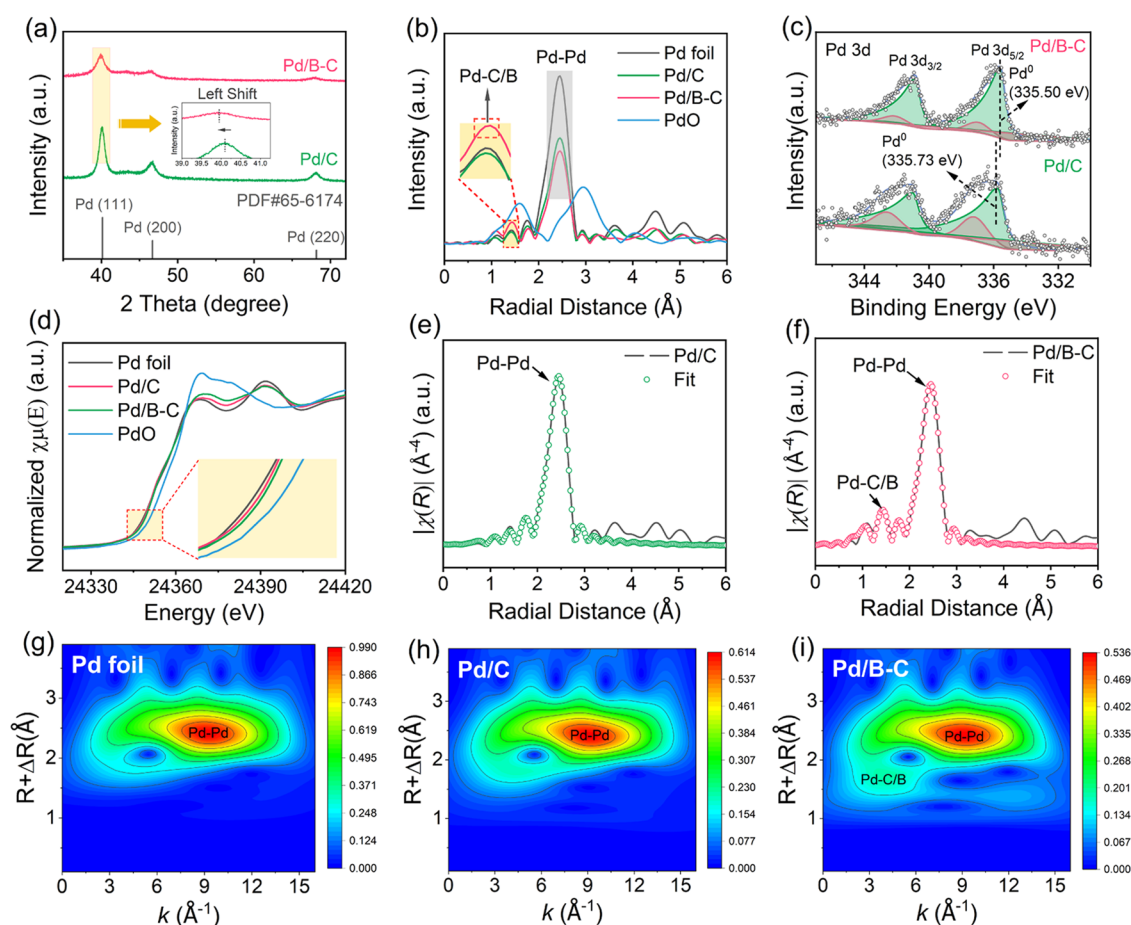 (a)
Intensity (a.u.)
Pd/B-C
Left Shift
Intensity (a.u.)
39.0 39.5 40.0 40.5 41.0
Pd/C
PDF#65-6174
Pd (111)
Pd (200)
Pd (220)
40 50 60 70
2 Theta (degree)
(b)
Intensity (a.u.)
Pd-C/B
Pd-Pd
Pd foil
Pd/C
Pd/B-C
PdO
0 1 2 3 4 5 6
Radial Distance (Å)
(c)
Intensity (a.u.)
Pd 3d
Pd 3d3/2
Pd 3d5/2
Pd/B-C
Pd0
(335.50 eV)
Pd0
(335.73 eV)
Pd/C
344 340 336 332
Binding Energy (eV)
(d)
Normalized χμ(E) (a.u.)
Pd foil
Pd/C
Pd/B-C
PdO
24330 24360 24390 24420
Energy (eV)
(e)
|χ(R)| (Å-4) (a.u.)
Pd-Pd
Pd/C
Fit
0 1 2 3 4 5 6
Radial Distance (Å)
(f)
|χ(R)| (Å-4) (a.u.)
Pd-Pd
Pd-C/B
Pd/B-C
Fit
0 1 2 3 4 5 6
Radial Distance (Å)
(g)
Pd foil
R+ΔR(Å)
3
2
1
Pd-Pd
0 3 6 9 12 15
k (Å-1)
0.990
0.866
0.743
0.619
0.495
0.371
0.248
0.124
0.000
(h)
Pd/C
R+ΔR(Å)
3
2
1
Pd-Pd
0 3 6 9 12 15
k (Å-1)
0.614
0.537
0.461
0.384
0.307
0.230
0.154
0.077
0.000
(i)
Pd/B-C
R+ΔR(Å)
3
2
1
Pd-Pd
Pd-C/B
0 3 6 9 12 15
k (Å-1)
0.536
0.469
0.402
0.335
0.268
0.201
0.134
0.067
0.000